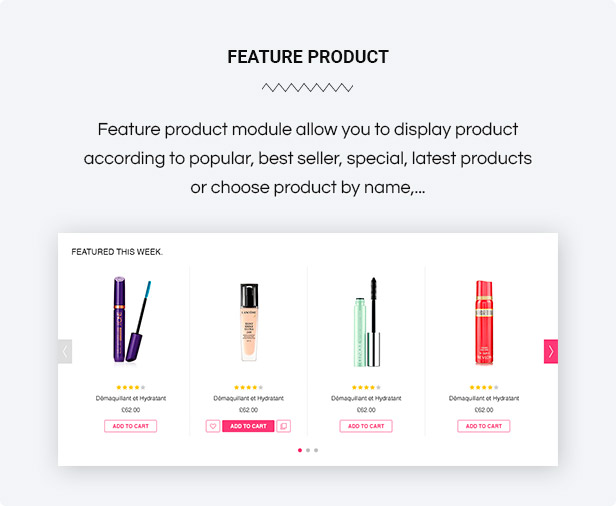 FEATURE PRODUCT
Feature product module allow you to display product
according to popular, best seller, special, latest products
or choose product by name,...
FEATURED THIS WEEK.
LANCÔME
REVLON
Démaquillant et Hydratant
Démaquillant et Hydratant
Démaquillant et Hydratant
Démaquillant et Hydratant
£62.00
£62.00
£62.00
£62.00
ADD TO CART
ADD TO CART
ADD TO CART
ADD TO CART